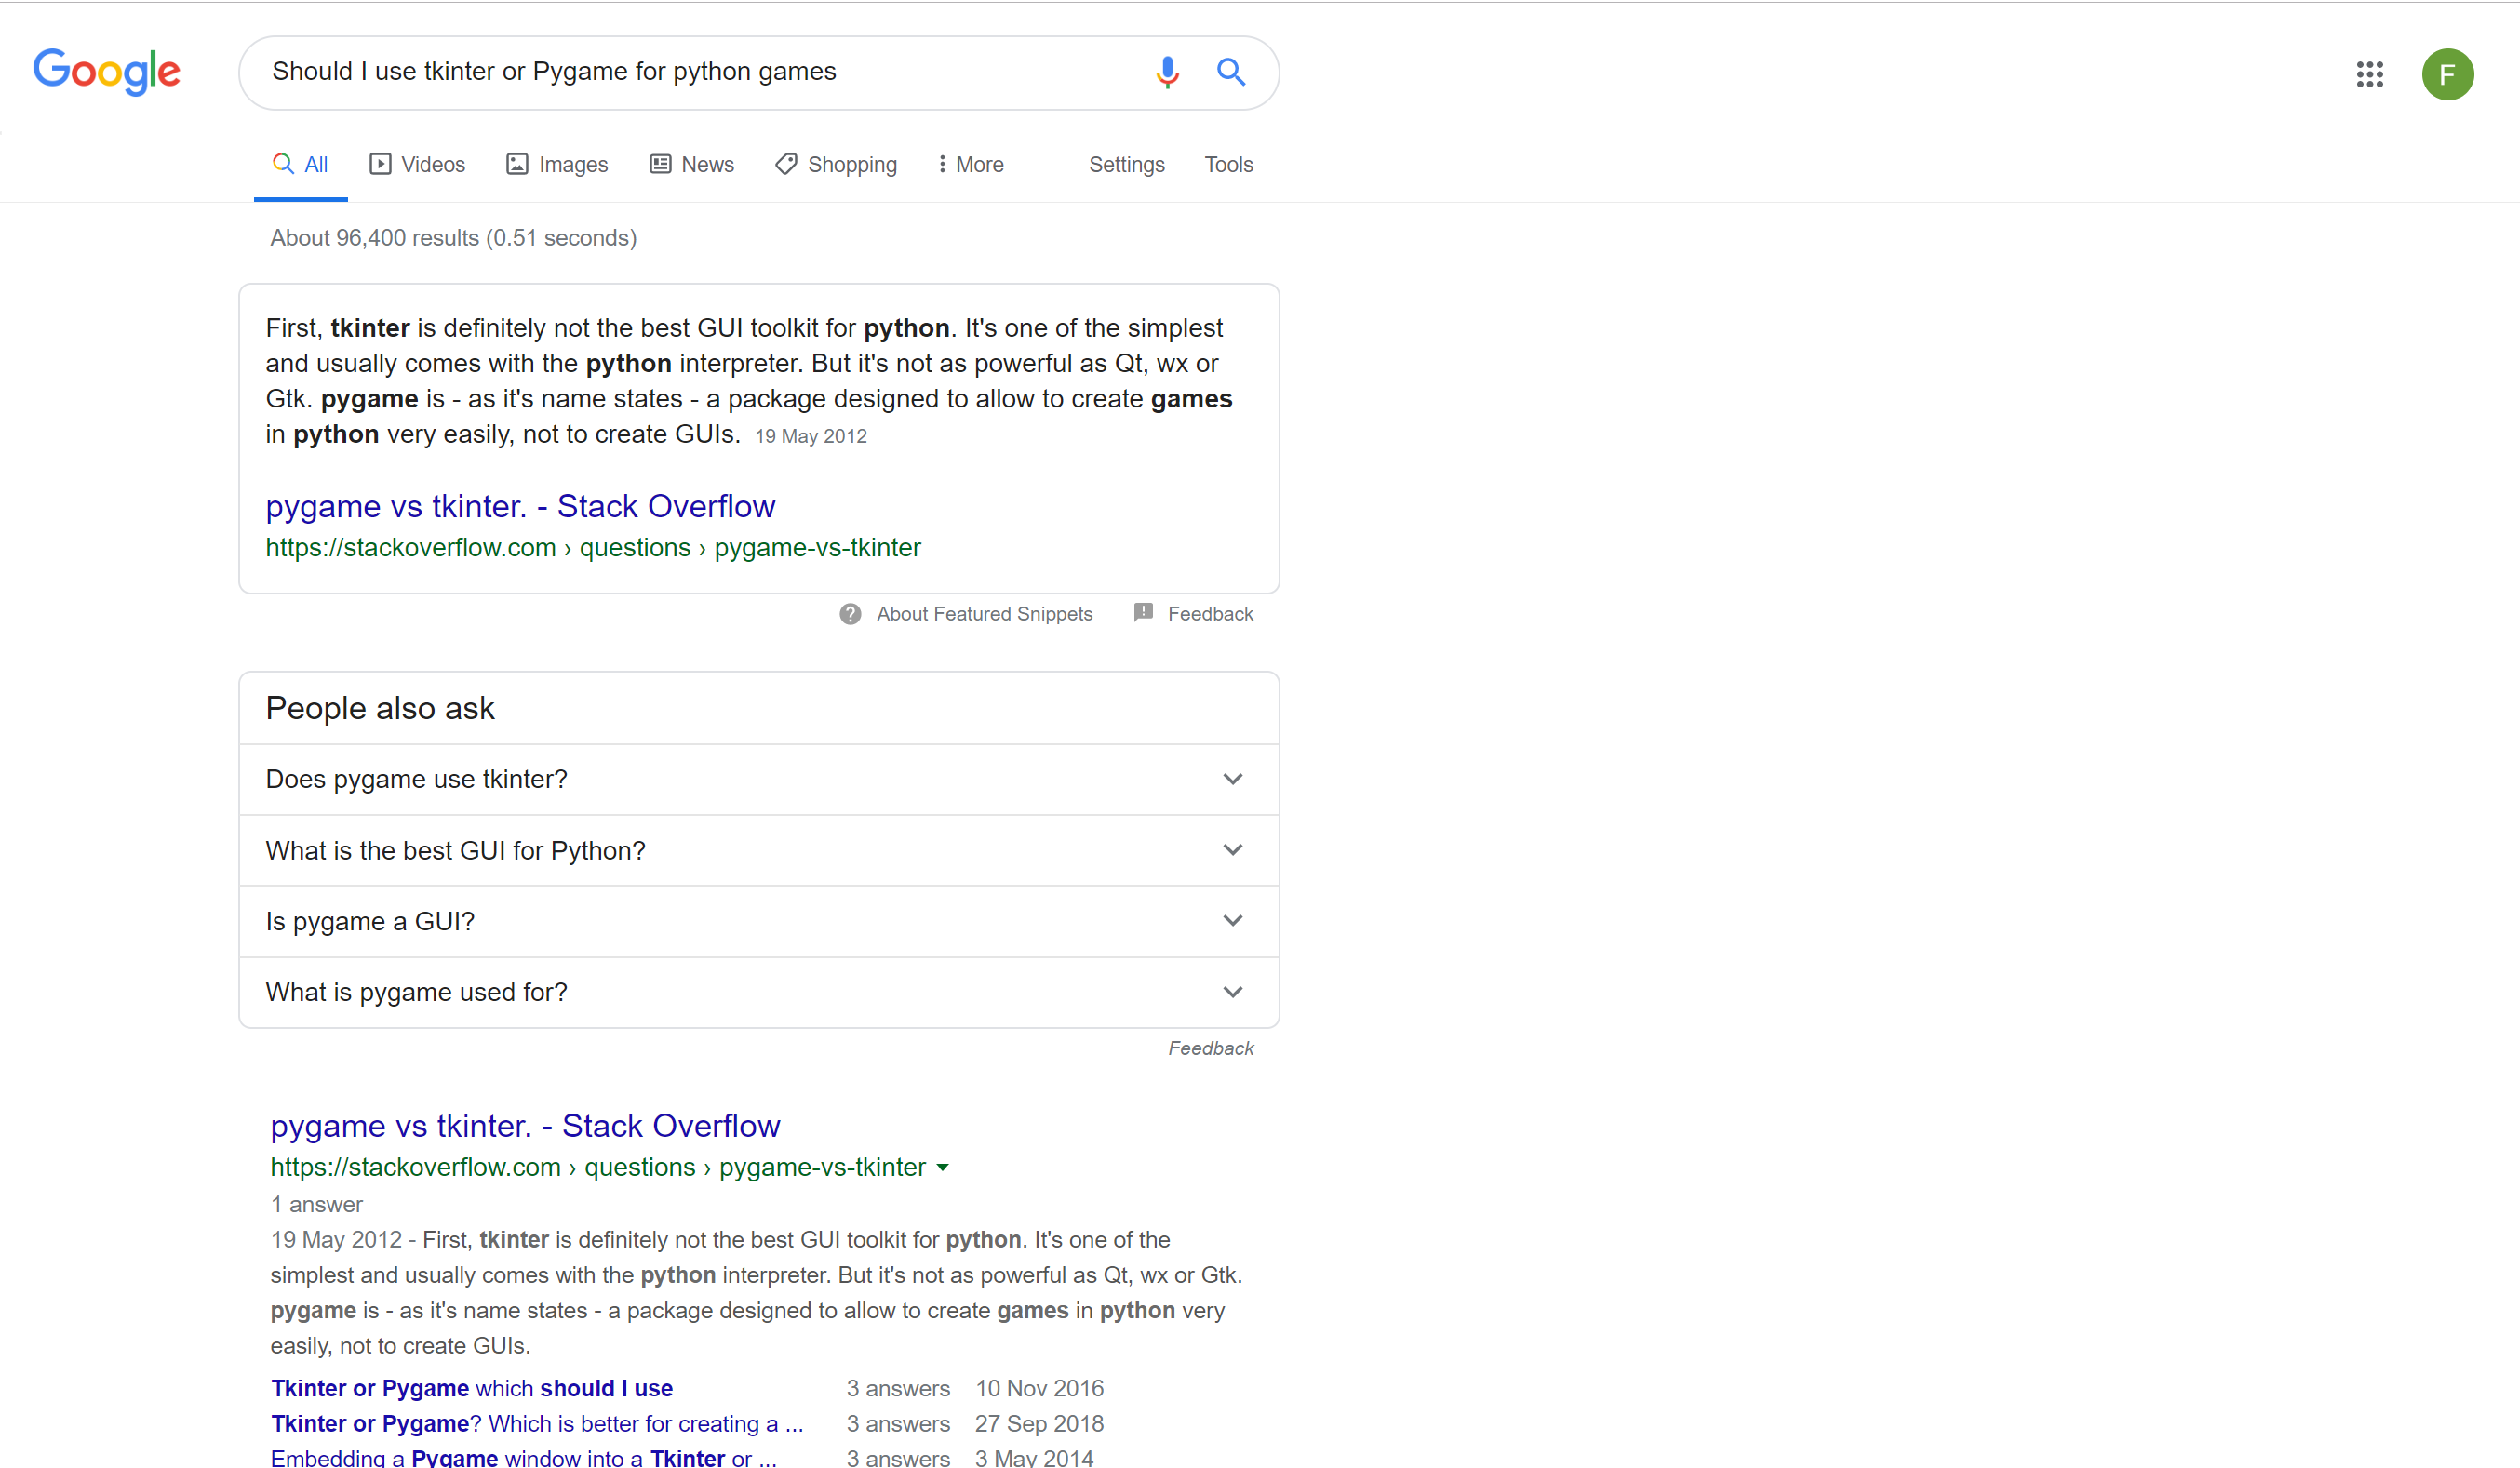 Google
Should I use tkinter or Pygame for python games
F
All Videos Images News Shopping More Settings Tools
About 96,400 results (0.51 seconds)
First, tkinter is definitely not the best GUI toolkit for python. It's one of the simplest
and usually comes with the python interpreter. But it's not as powerful as Qt, wx or
Gtk. pygame is - as it's name states - a package designed to allow to create games
in python very easily, not to create GUIs. 19 May 2012
pygame vs tkinter. - Stack Overflow
https://stackoverflow.com › questions › pygame-vs-tkinter
About Featured Snippets Feedback
People also ask
Does pygame use tkinter?
What is the best GUI for Python?
Is pygame a GUI?
What is pygame used for?
Feedback
pygame vs tkinter. - Stack Overflow
https://stackoverflow.com › questions › pygame-vs-tkinter
1 answer
19 May 2012 - First, tkinter is definitely not the best GUI toolkit for python. It's one of the
simplest and usually comes with the python interpreter. But it's not as powerful as Qt, wx or Gtk.
pygame is - as it's name states - a package designed to allow to create games in python very
easily, not to create GUIs.
Tkinter or Pygame which should I use 3 answers 10 Nov 2016
Tkinter or Pygame? Which is better for creating a ... 3 answers 27 Sep 2018
Embedding a Pygame window into a Tkinter or ... 3 answers 3 May 2014